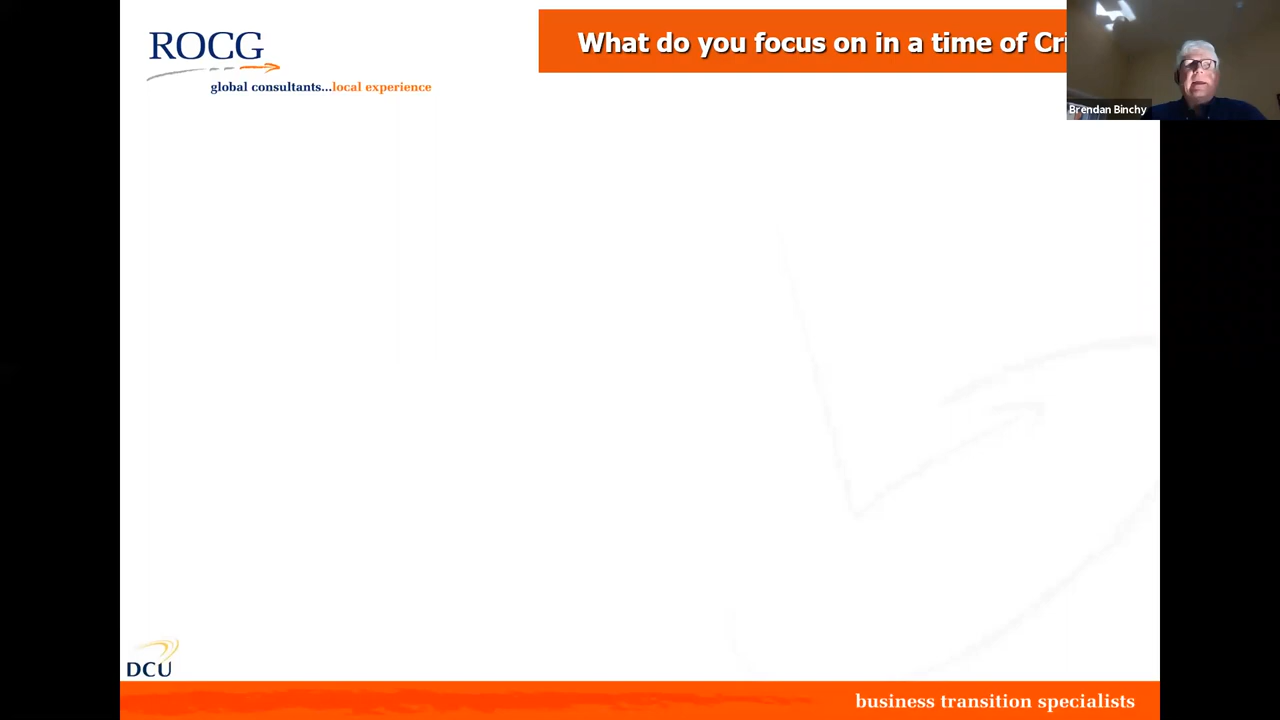 ROCG
global consultants...local experience
What do you focus on in a time of
Brendan Binchy
DCU
business transition specialists